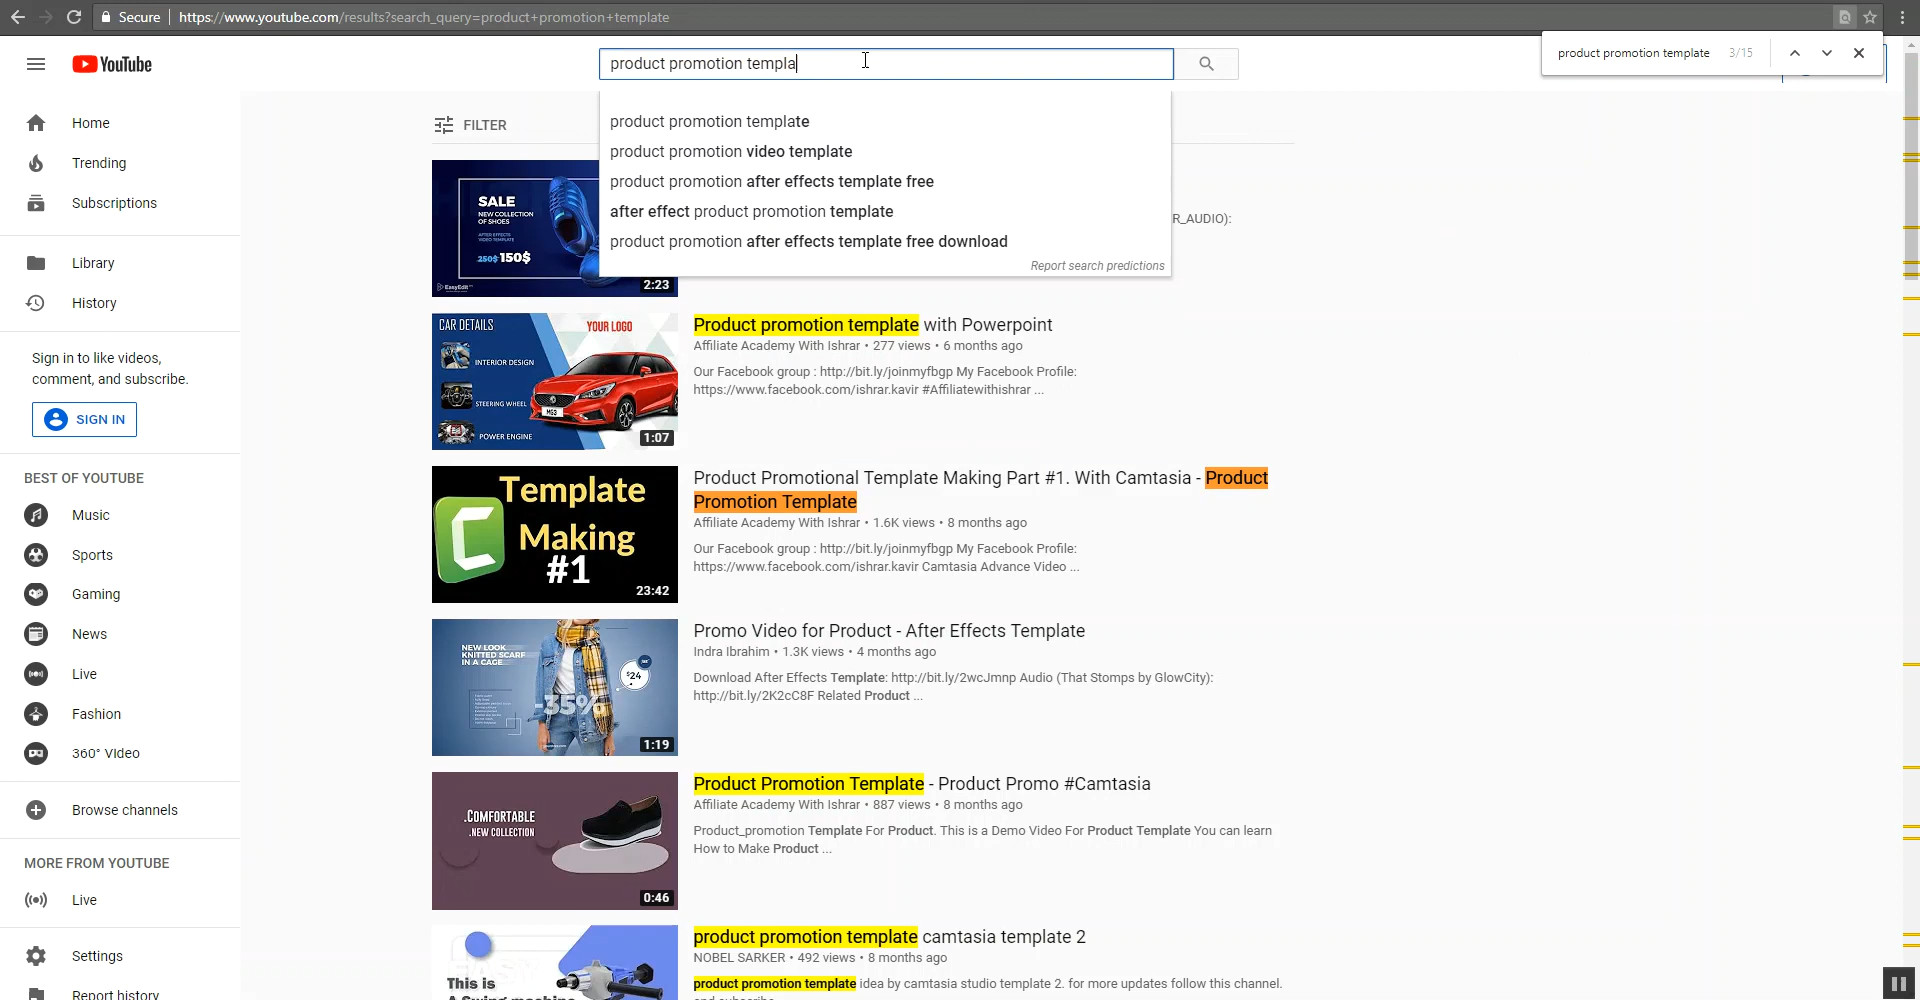 Secure | https://www.youtube.com/results?search_query=product+promotion+template
product promotion template 3/15
YouTube
product promotion templa
Home
Trending
Subscriptions
Library
History
Sign in to like videos,
comment, and subscribe.
SIGN IN
BEST OF YOUTUBE
Music
Sports
Gaming
News
Live
Fashion
360° Video
Browse channels
MORE FROM YOUTUBE
Live
Settings
Report history
FILTER
product promotion template
product promotion video template
product promotion after effects template free
after effect product promotion template
product promotion after effects template free download
Report search predictions
R_AUDIO):
SALE
NEW COLLECTION
OF SHOES
AFTER EFFECTS
VIDEO TEMPLATE
250$ 150$
EasyEdit
2:23
CAR DETAILS
YOUR LOGO
INTERIOR DESIGN
STEERING WHEEL
POWER ENGINE
MG3
1:07
Product promotion template with Powerpoint
Affiliate Academy With Ishrar • 277 views • 6 months ago
Our Facebook group : http://bit.ly/joinmyfbgp My Facebook Profile:
https://www.facebook.com/ishrar.kavir #Affiliatewithishrar ...
Template
Making
#1
23:42
Product Promotional Template Making Part #1. With Camtasia - Product
Promotion Template
Affiliate Academy With Ishrar • 1.6K views • 8 months ago
Our Facebook group : http://bit.ly/joinmyfbgp My Facebook Profile:
https://www.facebook.com/ishrar.kavir Camtasia Advance Video ...
NEW LOOK
KNITTED SCARF
IN A CAGE
$24
-35%
1:19
Promo Video for Product - After Effects Template
Indra Ibrahim • 1.3K views • 4 months ago
Download After Effects Template: http://bit.ly/2wcJmnp Audio (That Stomps by GlowCity):
http://bit.ly/2K2cC8F Related Product ...
.COMFORTABLE
.NEW COLLECTION
0:46
Product Promotion Template - Product Promo #Camtasia
Affiliate Academy With Ishrar • 887 views • 8 months ago
Product_promotion Template For Product. This is a Demo Video For Product Template You can learn
How to Make Product ...
This is
product promotion template camtasia template 2
NOBEL SARKER • 492 views • 8 months ago
product promotion template idea by camtasia studio template 2. for more updates follow this channel.
and subscribe